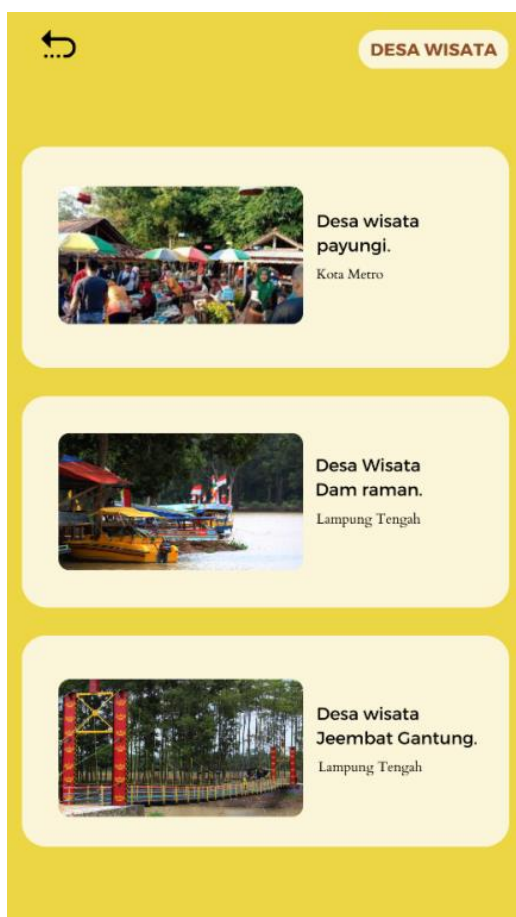 DESA WISATA
Desa wisata
payungi.
Kota Metro
Desa Wisata
Dam raman.
Lampung Tengah
Desa wisata
Jeembat Gantung.
Lampung Tengah